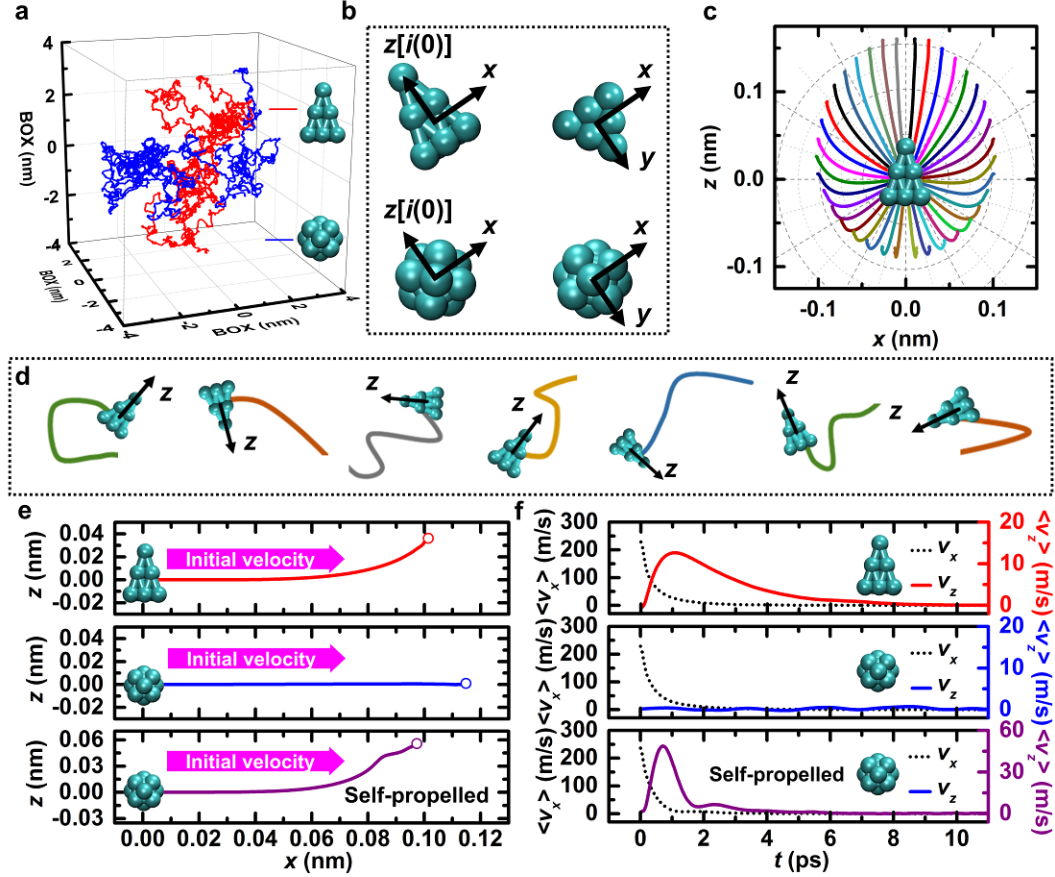 a
BOX (nm)
4
2
0
-2
-4
BOX (nm)
2
0
-2
-4
BOX (nm)
-4
-2
0
2
4
b
z[i(0)]
x
y
z[i(0)]
x
x
y
c
z (nm)
0.1
0.0
-0.1
-0.1 0.0 0.1
x (nm)
d
z
z
z
z
z
z
z
e
z (nm)
0.04
0.02
0.00
-0.02
Initial velocity
z (nm)
0.04
0.02
0.00
-0.02
Initial velocity
z (nm)
0.06
0.03
0.00
-0.03
Initial velocity
Self-propelled
0.00 0.02 0.04 0.06 0.08 0.10 0.12
x (nm)
f
<vx> (m/s)
300
200
100
0
vx
vz
20
10
0
<vz> (m/s)
<vx> (m/s)
300
200
100
0
vx
vz
20
10
0
<vz> (m/s)
<vx> (m/s)
300
200
100
0
Self-propelled
vx
vz
60
30
0
<vz> (m/s)
0 2 4 6 8 10
t (ps)